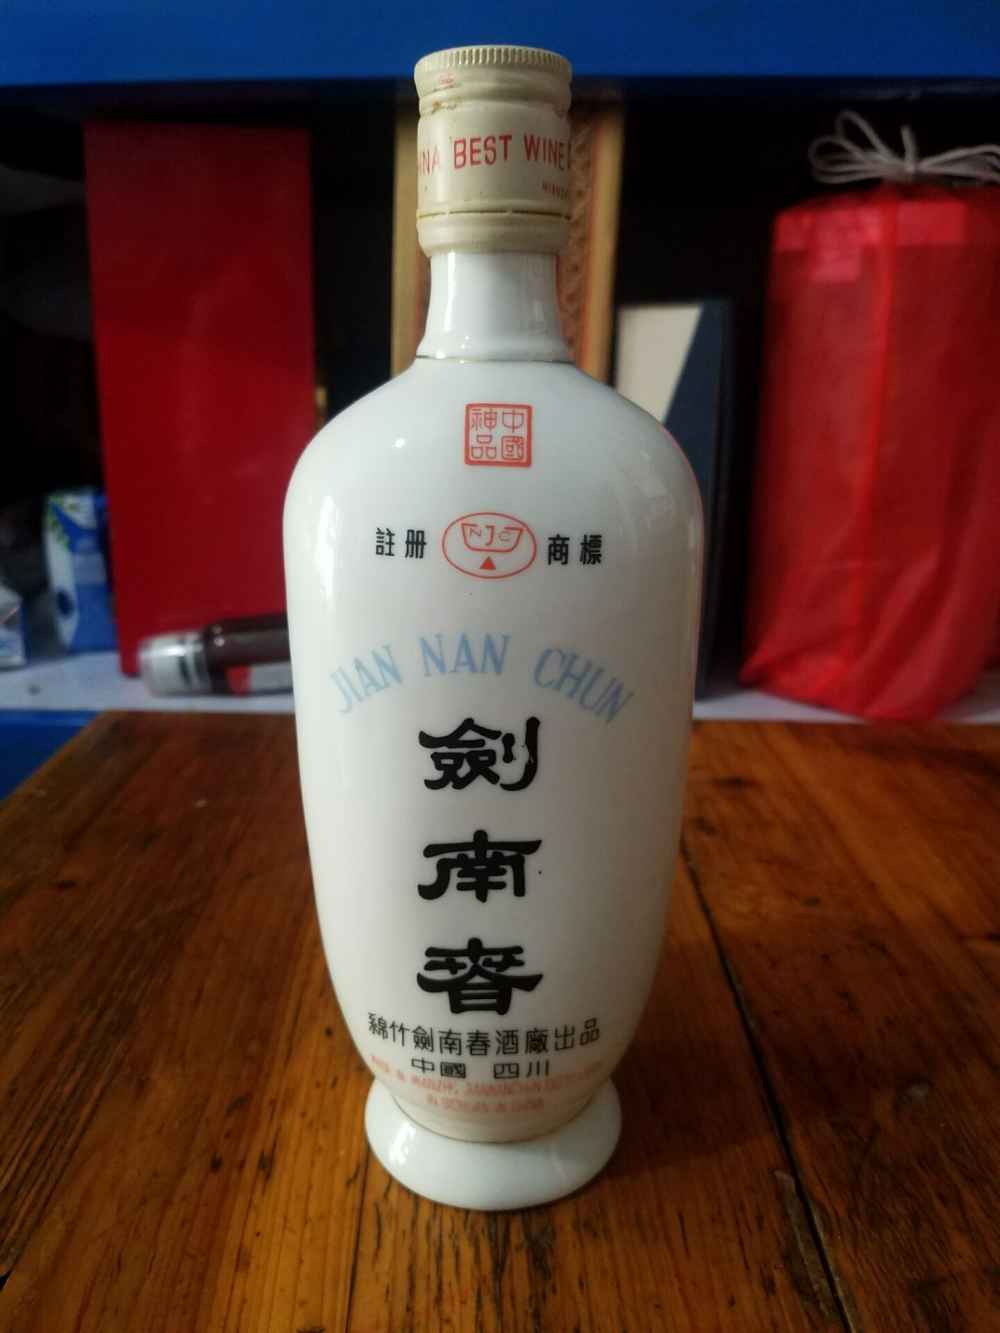 BEST WINE
中國
神品
註册 NJC 商標
JIAN NAN CHUN
劍
南
春
綿竹劍南春酒廠出品
中國 四川